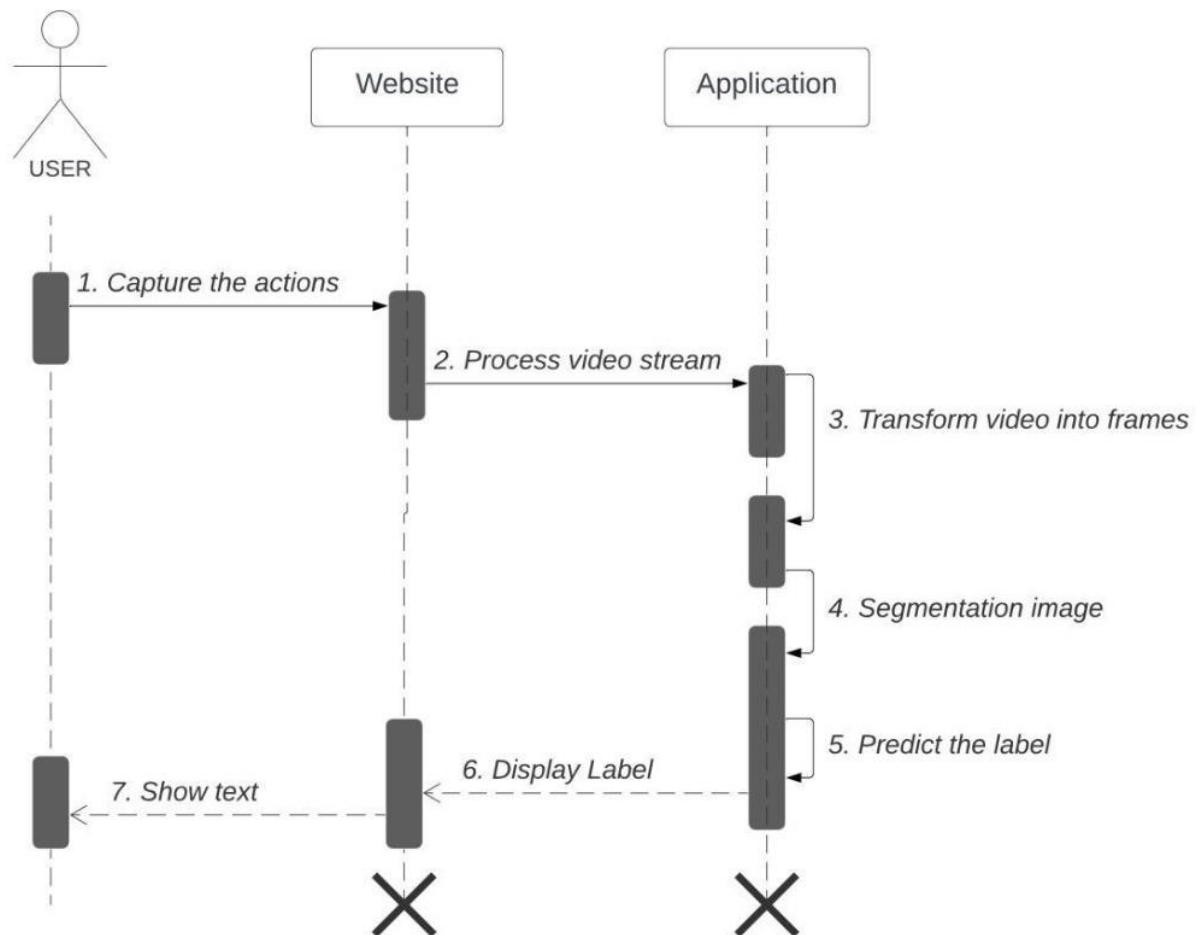 Website
Application
USER
1. Capture the actions
2. Process video stream
3. Transform video into frames
4. Segmentation image
5. Predict the label
6. Display Label
7. Show text